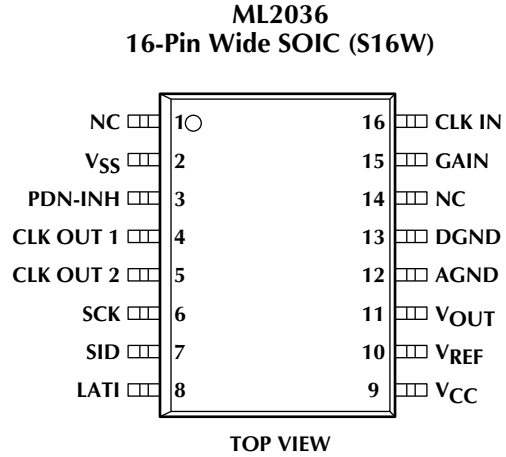 ML2036
16-Pin Wide SOIC (S16W)
NC 1 16 CLK IN
VSS 2 15 GAIN
PDN-INH 3 14 NC
CLK OUT 1 4 13 DGND
CLK OUT 2 5 12 AGND
SCK 6 11 VOUT
SID 7 10 VREF
LATI 8 9 VCC
TOP VIEW